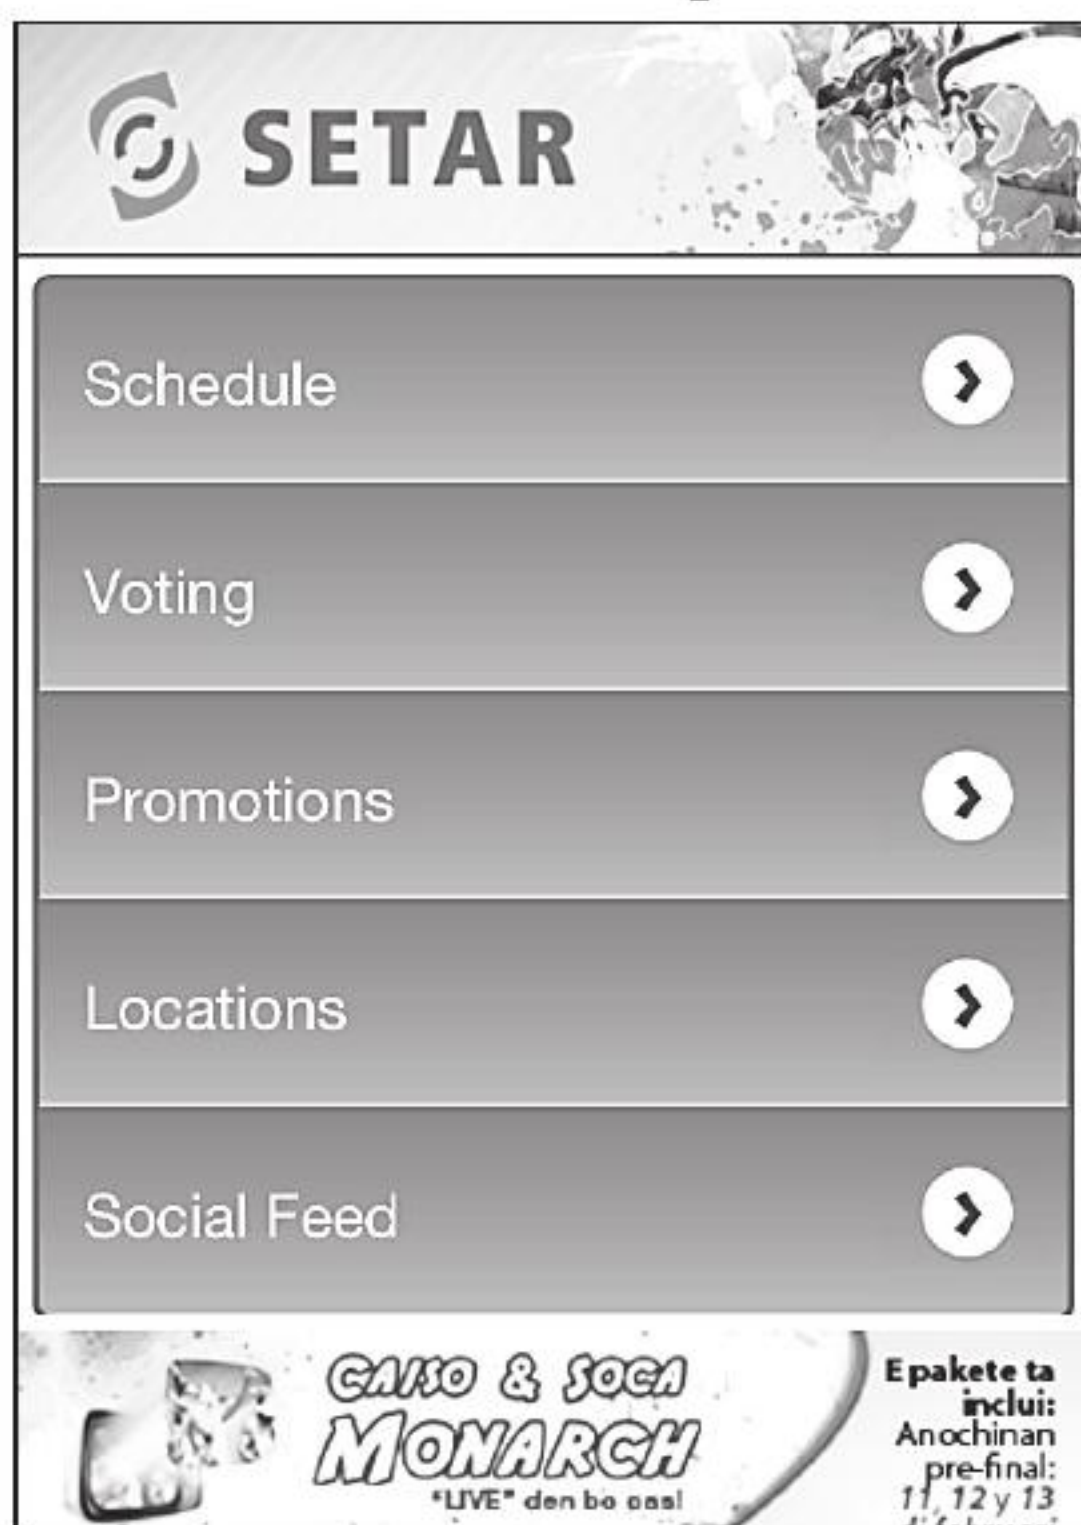 SETAR
Schedule
Voting
Promotions
Locations
Social Feed
CAISO & SOCA
MONARCH
"LIVE" den bo cas!
E pakete ta
inclui:
Anochinan
pre-final:
11, 12 y 13